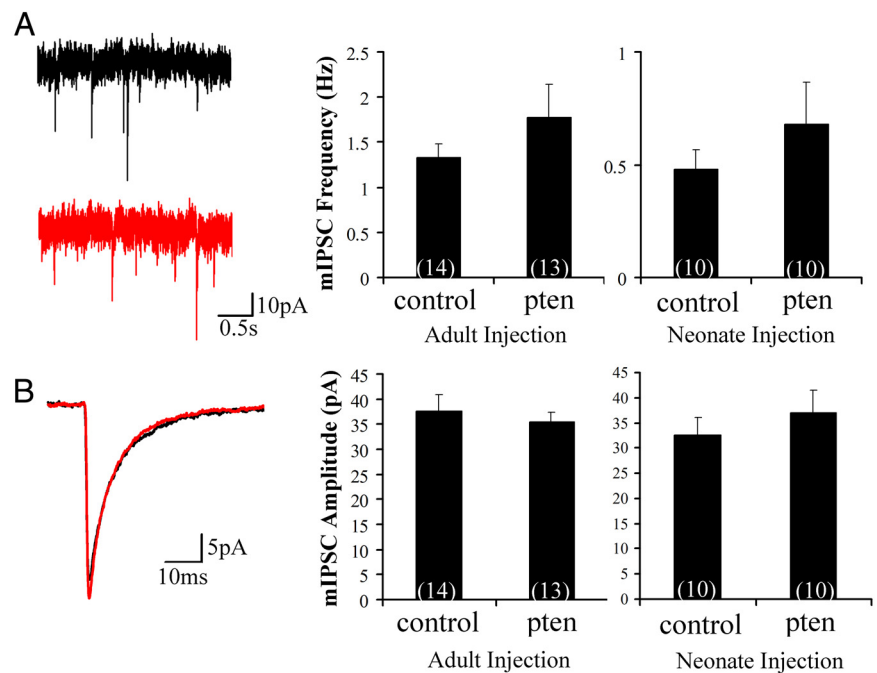 A
10pA
0.5s
mIPSC Frequency (Hz)
2.5
2
1.5
1
0.5
0
(14)
(13)
control
pten
Adult Injection
1
0.5
0
(10)
(10)
control
pten
Neonate Injection
B
5pA
10ms
mIPSC Amplitude (pA)
45
40
35
30
25
20
15
10
5
0
(14)
(13)
control
pten
Adult Injection
45
40
35
30
25
20
15
10
5
0
(10)
(10)
control
pten
Neonate Injection